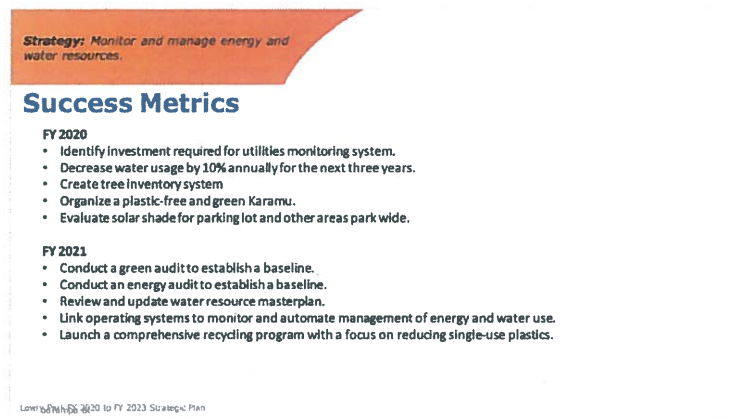 Strategy: Monitor and manage energy and
water resources.
Success Metrics
FY 2020
• Identify investment required for utilities monitoring system.
• Decrease water usage by 10% annually for the next three years.
• Create tree inventory system
• Organize a plastic-free and green Karamu.
• Evaluate solar shade for parking lot and other areas park wide.
FY 2021
• Conduct a green audit to establish a baseline.
• Conduct an energy audit to establish a baseline.
• Review and update water resource masterplan.
• Link operating systems to monitor and automate management of energy and water use.
• Launch a comprehensive recycling program with a focus on reducing single-use plastics.
Lowry Park FY 2020 to FY 2023 Strategic Plan